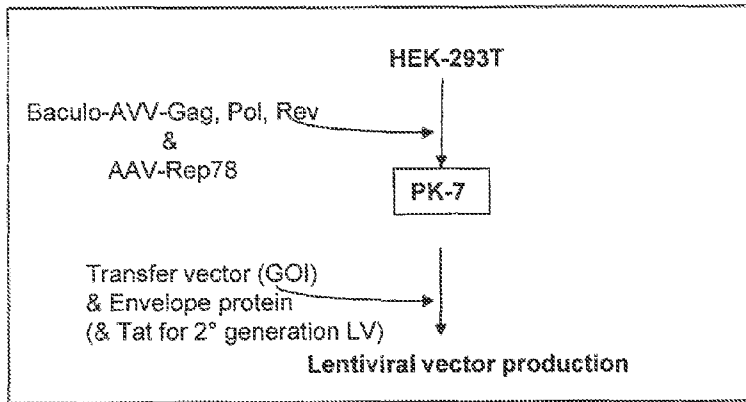 HEK-293T
Baculo-AVV-Gag, Pol, Rev
&
AAV-Rep78
PK-7
Transfer vector (GOI)
& Envelope protein
(& Tat for 2° generation LV)
Lentiviral vector production